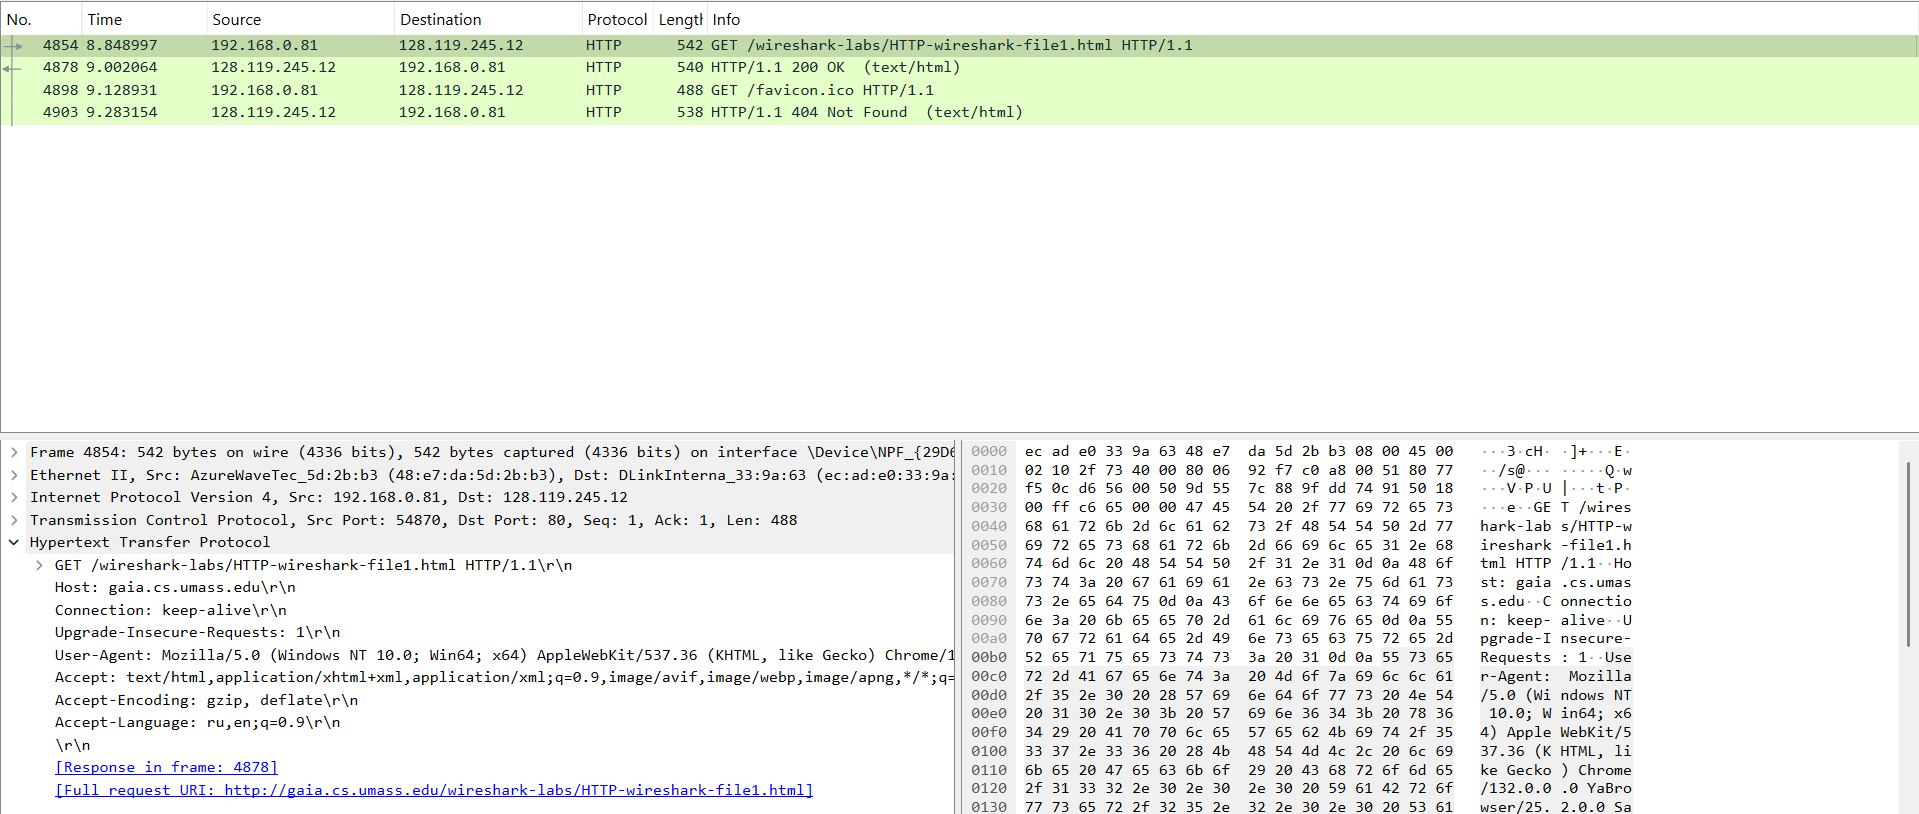 No. Time Source Destination Protocol Length Info
4854 8.848997 192.168.0.81 128.119.245.12 HTTP 542 GET /wireshark-labs/HTTP-wireshark-file1.html HTTP/1.1
4878 9.002064 128.119.245.12 192.168.0.81 HTTP 540 HTTP/1.1 200 OK (text/html)
4898 9.128931 192.168.0.81 128.119.245.12 HTTP 488 GET /favicon.ico HTTP/1.1
4903 9.283154 128.119.245.12 192.168.0.81 HTTP 538 HTTP/1.1 404 Not Found (text/html)
Frame 4854: 542 bytes on wire (4336 bits), 542 bytes captured (4336 bits) on interface \Device\NPF_{29D6
Ethernet II, Src: AzureWaveTec_5d:2b:b3 (48:e7:da:5d:2b:b3), Dst: DLinkInterna_33:9a:63 (ec:ad:e0:33:9a:
Internet Protocol Version 4, Src: 192.168.0.81, Dst: 128.119.245.12
Transmission Control Protocol, Src Port: 54870, Dst Port: 80, Seq: 1, Ack: 1, Len: 488
Hypertext Transfer Protocol
GET /wireshark-labs/HTTP-wireshark-file1.html HTTP/1.1\r\n
Host: gaia.cs.umass.edu\r\n
Connection: keep-alive\r\n
Upgrade-Insecure-Requests: 1\r\n
User-Agent: Mozilla/5.0 (Windows NT 10.0; Win64; x64) AppleWebKit/537.36 (KHTML, like Gecko) Chrome/1
Accept: text/html,application/xhtml+xml,application/xml;q=0.9,image/avif,image/webp,image/apng,*/*;q=
Accept-Encoding: gzip, deflate\r\n
Accept-Language: ru,en;q=0.9\r\n
\r\n
[Response in frame: 4878]
[Full request URI: http://gaia.cs.umass.edu/wireshark-labs/HTTP-wireshark-file1.html]
0000 ec ad e0 33 9a 63 48 e7 da 5d 2b b3 08 00 45 00 ···3·cH· ·]+···E·
0010 02 10 2f 73 40 00 80 06 92 f7 c0 a8 00 51 80 77 ··/s@··· ·····Q·w
0020 f5 0c d6 56 00 50 9d 55 7c 88 9f dd 74 91 50 18 ···V·P·U |···t·P·
0030 00 ff c6 65 00 00 47 45 54 20 2f 77 69 72 65 73 ···e··GE T /wires
0040 68 61 72 6b 2d 6c 61 62 73 2f 48 54 54 50 2d 77 hark-lab s/HTTP-w
0050 69 72 65 73 68 61 72 6b 2d 66 69 6c 65 31 2e 68 ireshark -file1.h
0060 74 6d 6c 20 48 54 54 50 2f 31 2e 31 0d 0a 48 6f tml HTTP /1.1··Ho
0070 73 74 3a 20 67 61 69 61 2e 63 73 2e 75 6d 61 73 st: gaia .cs.umas
0080 73 2e 65 64 75 0d 0a 43 6f 6e 6e 65 63 74 69 6f s.edu··C onnectio
0090 6e 3a 20 6b 65 65 70 2d 61 6c 69 76 65 0d 0a 55 n: keep- alive··U
00a0 70 67 72 61 64 65 2d 49 6e 73 65 63 75 72 65 2d pgrade-I nsecure-
00b0 52 65 71 75 65 73 74 73 3a 20 31 0d 0a 55 73 65 Requests : 1··Use
00c0 72 2d 41 67 65 6e 74 3a 20 4d 6f 7a 69 6c 6c 61 r-Agent: Mozilla
00d0 2f 35 2e 30 20 28 57 69 6e 64 6f 77 73 20 4e 54 /5.0 (Wi ndows NT
00e0 20 31 30 2e 30 3b 20 57 69 6e 36 34 3b 20 78 36 10.0; W in64; x6
00f0 34 29 20 41 70 70 6c 65 57 65 62 4b 69 74 2f 35 4) Apple WebKit/5
0100 33 37 2e 33 36 20 28 4b 48 54 4d 4c 2c 20 6c 69 37.36 (K HTML, li
0110 6b 65 20 47 65 63 6b 6f 29 20 43 68 72 6f 6d 65 ke Gecko ) Chrome
0120 2f 31 33 32 2e 30 2e 30 2e 30 20 59 61 42 72 6f /132.0.0 .0 YaBro
0130 77 73 65 72 2f 32 35 2e 32 2e 30 2e 30 20 53 61 wser/25. 2.0.0 Sa